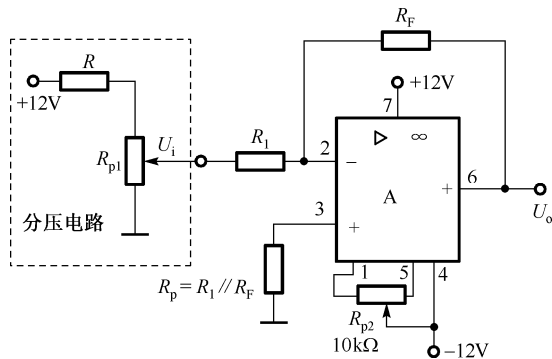 R_F
R
+12V
+12V
7
▷ ∞
R_p1
U_i
R_1
2
−
A
+
6
U_o
分压电路
3
+
R_p = R_1 // R_F
1
5
4
R_p2
10kΩ
−12V